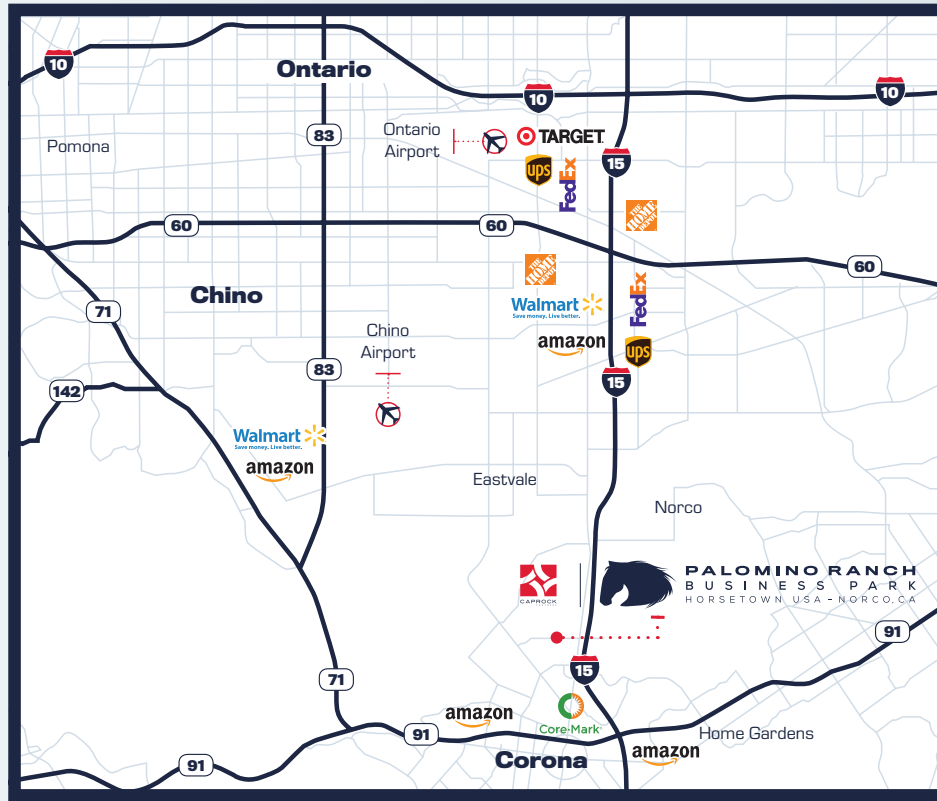 10
Ontario
10
10
83
Ontario
Airport
TARGET
Pomona
15
ups
FedEx
THE HOME DEPOT
60
60
60
THE HOME DEPOT
Chino
FedEx
Walmart
Save money. Live better.
71
Chino
Airport
amazon
ups
83
15
142
Walmart
Save money. Live better.
amazon
Eastvale
Norco
CAPROCK
PALOMINO RANCH
BUSINESS PARK
HORSETOWN USA - NORCO, CA
91
15
71
amazon
Core-Mark
91
Home Gardens
amazon
Corona
91